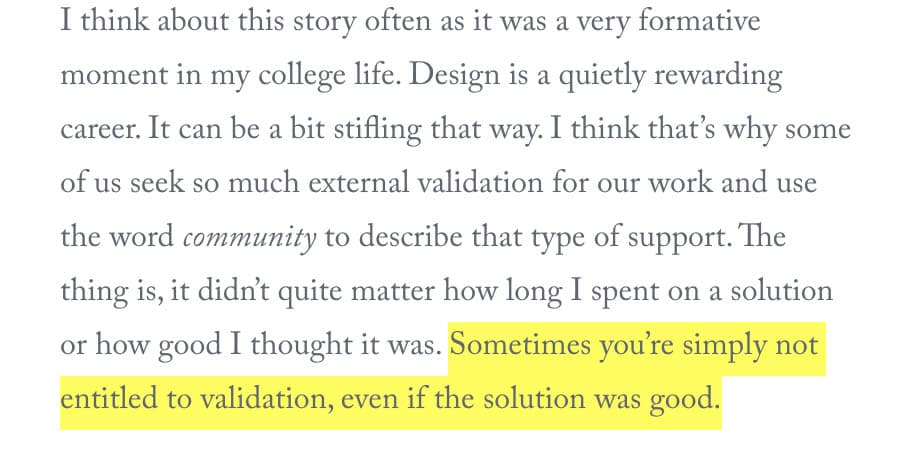 I think about this story often as it was a very formative
moment in my college life. Design is a quietly rewarding
career. It can be a bit stifling that way. I think that’s why some
of us seek so much external validation for our work and use
the word community to describe that type of support. The
thing is, it didn’t quite matter how long I spent on a solution
or how good I thought it was. Sometimes you’re simply not
entitled to validation, even if the solution was good.